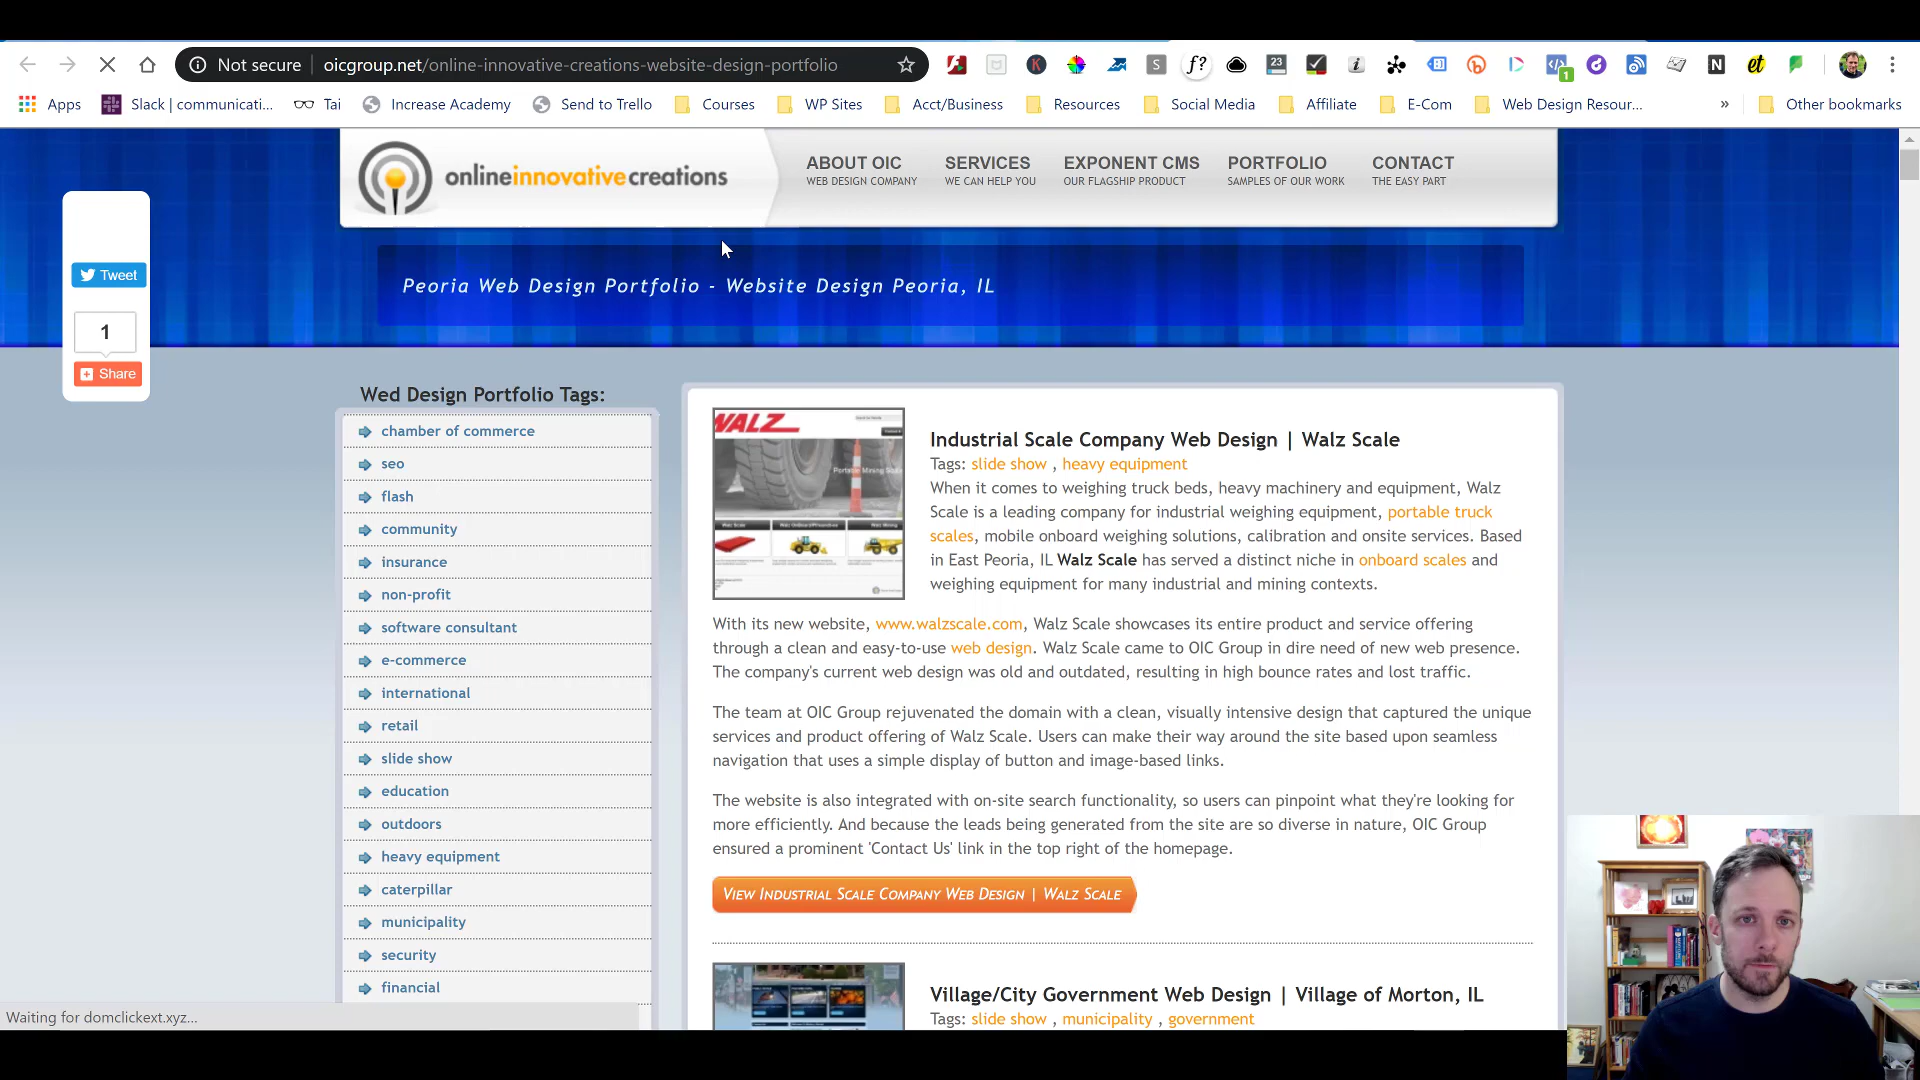 Not secure | oicgroup.net/online-innovative-creations-website-design-portfolio
f? 23 S K 1 N et
Apps Slack | communicati... Tai Increase Academy Send to Trello Courses WP Sites Acct/Business Resources Social Media Affiliate E-Com Web Design Resour... » Other bookmarks
onlineinnovativecreations
ABOUT OIC SERVICES EXPONENT CMS PORTFOLIO CONTACT
WEB DESIGN COMPANY WE CAN HELP YOU OUR FLAGSHIP PRODUCT SAMPLES OF OUR WORK THE EASY PART
Peoria Web Design Portfolio - Website Design Peoria, IL
Tweet
1
Share
Wed Design Portfolio Tags:
chamber of commerce
seo
flash
community
insurance
non-profit
software consultant
e-commerce
international
retail
slide show
education
outdoors
heavy equipment
caterpillar
municipality
security
financial
WALZ
Industrial Scale Company Web Design | Walz Scale
Tags: slide show , heavy equipment
When it comes to weighing truck beds, heavy machinery and equipment, Walz
Scale is a leading company for industrial weighing equipment, portable truck
scales, mobile onboard weighing solutions, calibration and onsite services. Based
in East Peoria, IL Walz Scale has served a distinct niche in onboard scales and
weighing equipment for many industrial and mining contexts.
With its new website, www.walzscale.com, Walz Scale showcases its entire product and service offering
through a clean and easy-to-use web design. Walz Scale came to OIC Group in dire need of new web presence.
The company's current web design was old and outdated, resulting in high bounce rates and lost traffic.
The team at OIC Group rejuvenated the domain with a clean, visually intensive design that captured the unique
services and product offering of Walz Scale. Users can make their way around the site based upon seamless
navigation that uses a simple display of button and image-based links.
The website is also integrated with on-site search functionality, so users can pinpoint what they're looking for
more efficiently. And because the leads being generated from the site are so diverse in nature, OIC Group
ensured a prominent 'Contact Us' link in the top right of the homepage.
VIEW INDUSTRIAL SCALE COMPANY WEB DESIGN | WALZ SCALE
Village/City Government Web Design | Village of Morton, IL
Tags: slide show , municipality , government
Waiting for domclickext.xyz...